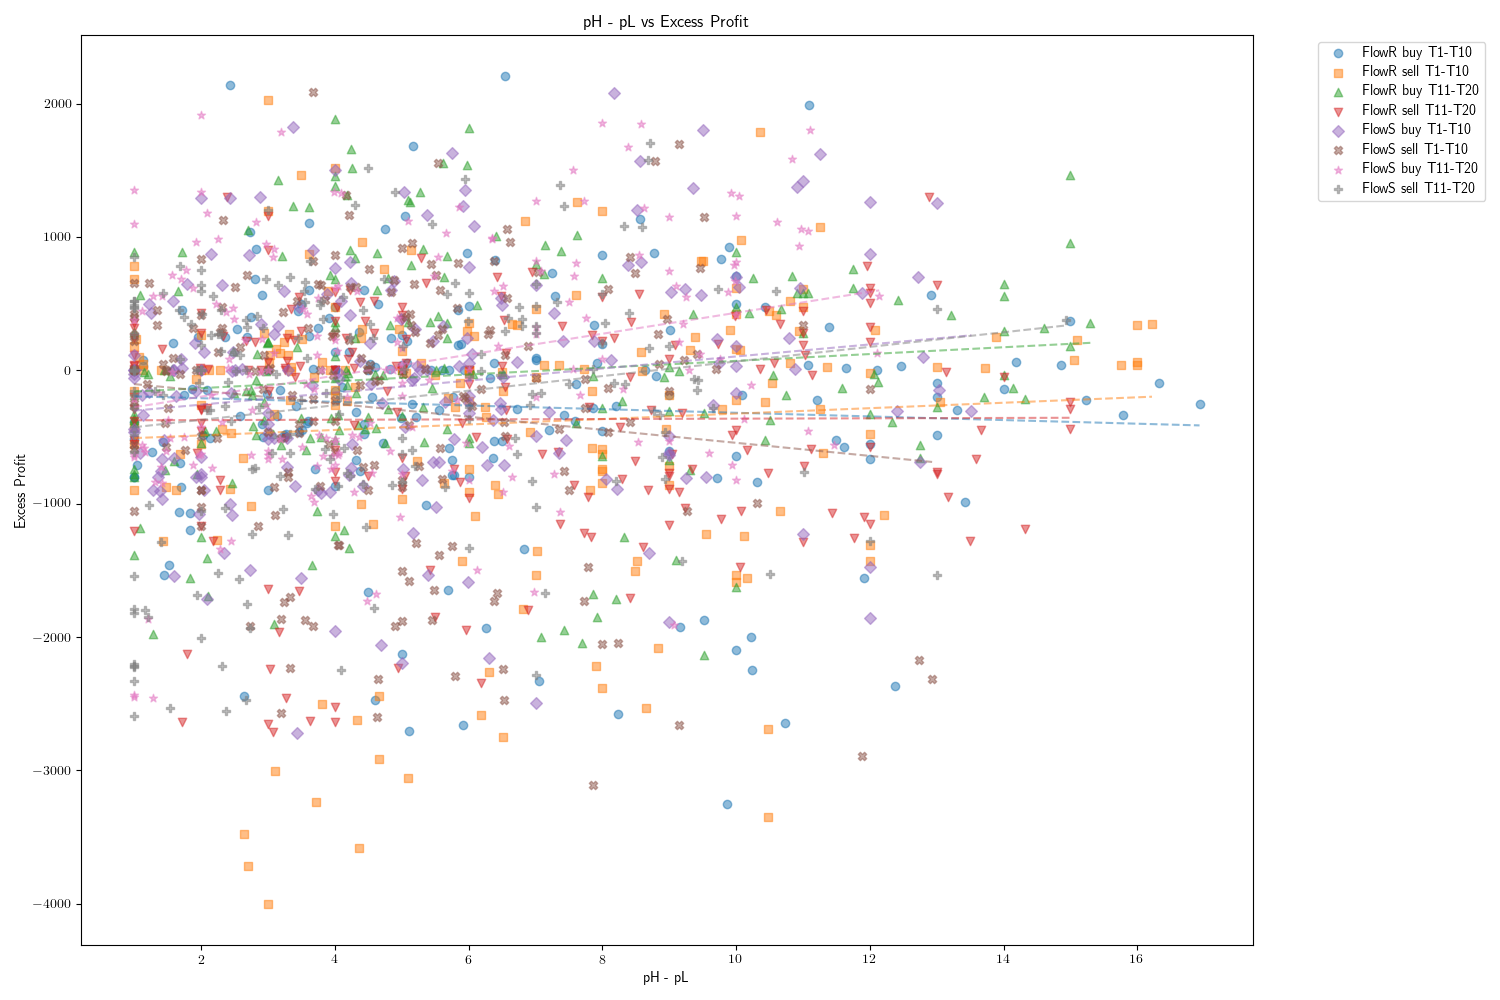 pH - pL vs Excess Profit
FlowR buy T1-T10
FlowR sell T1-T10
FlowR buy T11-T20
FlowR sell T11-T20
FlowS buy T1-T10
FlowS sell T1-T10
FlowS buy T11-T20
FlowS sell T11-T20
Excess Profit
2000
1000
0
−1000
−2000
−3000
−4000
2 4 6 8 10 12 14 16
pH - pL